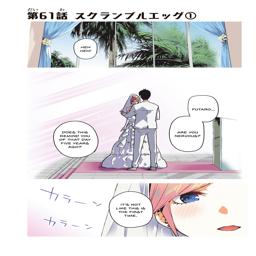 第61話 スクランブルエッグ①
HEH
HEH!
FUTARO...
DOES THIS
REMIND YOU
OF THAT DAY
FIVE YEARS
AGO?
ARE YOU
NERVOUS?
カラーン
カラーン
IT'S NOT
LIKE THIS IS
THE FIRST
TIME.